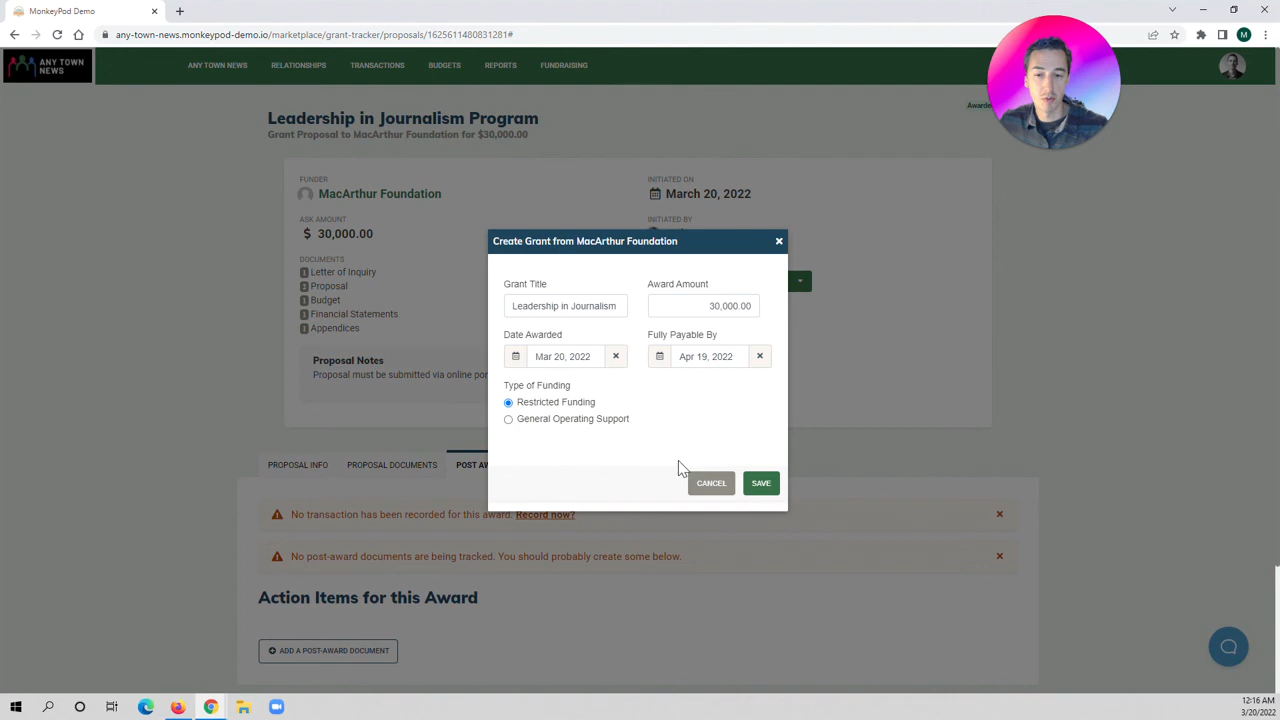 MonkeyPod Demo
any-town-news.monkeypod-demo.io/marketplace/grant-tracker/proposals/1625611480831281#
M
ANY TOWN
NEWS
ANY TOWN NEWS
RELATIONSHIPS
TRANSACTIONS
BUDGETS
REPORTS
FUNDRAISING
Leadership in Journalism Program
Grant Proposal to MacArthur Foundation for $30,000.00
FUNDER
MacArthur Foundation
INITIATED ON
March 20, 2022
ASK AMOUNT
$ 30,000.00
INITIATED BY
DOCUMENTS
1 Letter of Inquiry
Proposal
1 Budget
Financial Statements
1 Appendices
Proposal Notes
Proposal must be submitted via online por
Create Grant from MacArthur Foundation
Grant Title
Award Amount
Leadership in Journalism
30,000.00
Date Awarded
Fully Payable By
Mar 20, 2022
Apr 19, 2022
Type of Funding
Restricted Funding
General Operating Support
CANCEL
SAVE
PROPOSAL INFO
PROPOSAL DOCUMENTS
POST AW
No transaction has been recorded for this award. Record now?
No post-award documents are being tracked. You should probably create some below.
Action Items for this Award
ADD A POST-AWARD DOCUMENT
12:16 AM
3/20/2022